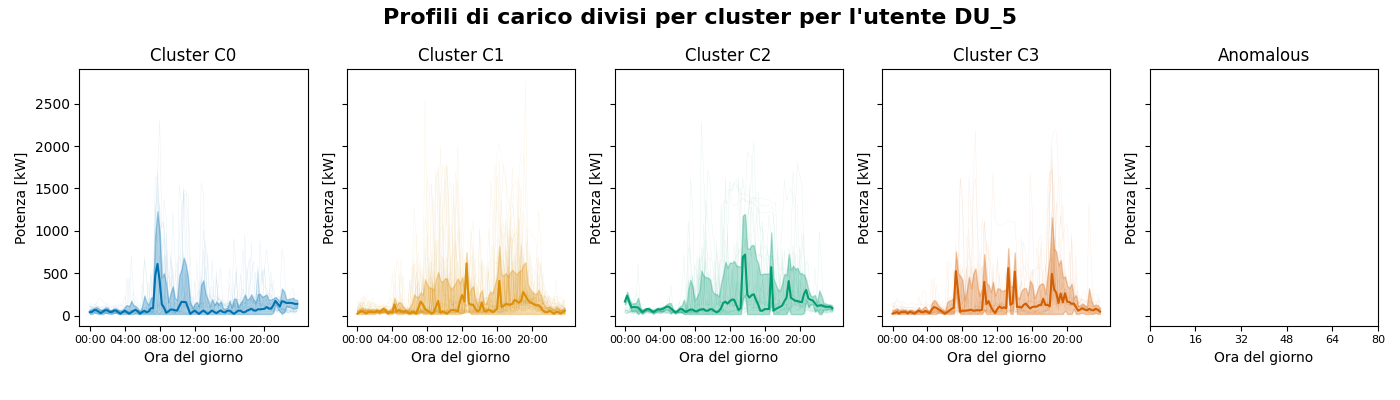 Profili di carico divisi per cluster per l'utente DU_5
Cluster C0
Cluster C1
Cluster C2
Cluster C3
Anomalous
Potenza [kW]
2500
2000
1500
1000
500
0
00:00 04:00 08:00 12:00 16:00 20:00
Ora del giorno
Potenza [kW]
00:00 04:00 08:00 12:00 16:00 20:00
Ora del giorno
Potenza [kW]
00:00 04:00 08:00 12:00 16:00 20:00
Ora del giorno
Potenza [kW]
00:00 04:00 08:00 12:00 16:00 20:00
Ora del giorno
Potenza [kW]
0 16 32 48 64 80
Ora del giorno